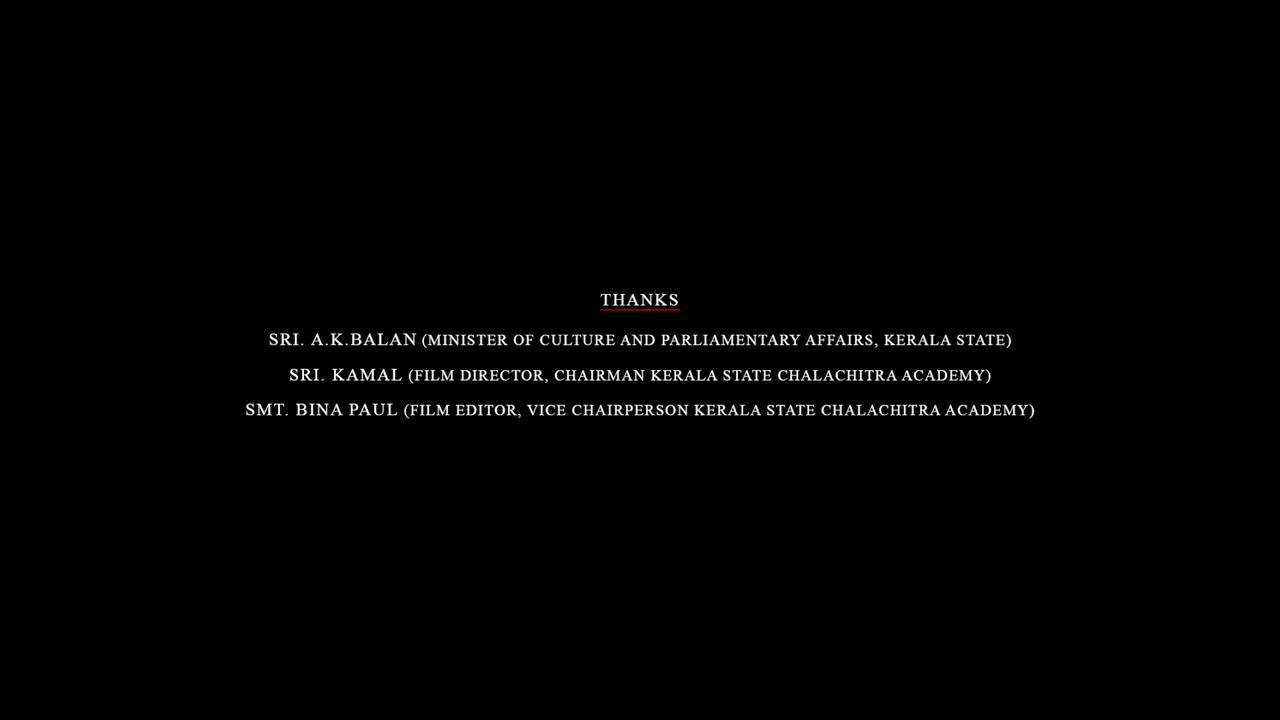 THANKS
SRI. A.K.BALAN (MINISTER OF CULTURE AND PARLIAMENTARY AFFAIRS, KERALA STATE)
SRI. KAMAL (FILM DIRECTOR, CHAIRMAN KERALA STATE CHALACHITRA ACADEMY)
SMT. BINA PAUL (FILM EDITOR, VICE CHAIRPERSON KERALA STATE CHALACHITRA ACADEMY)